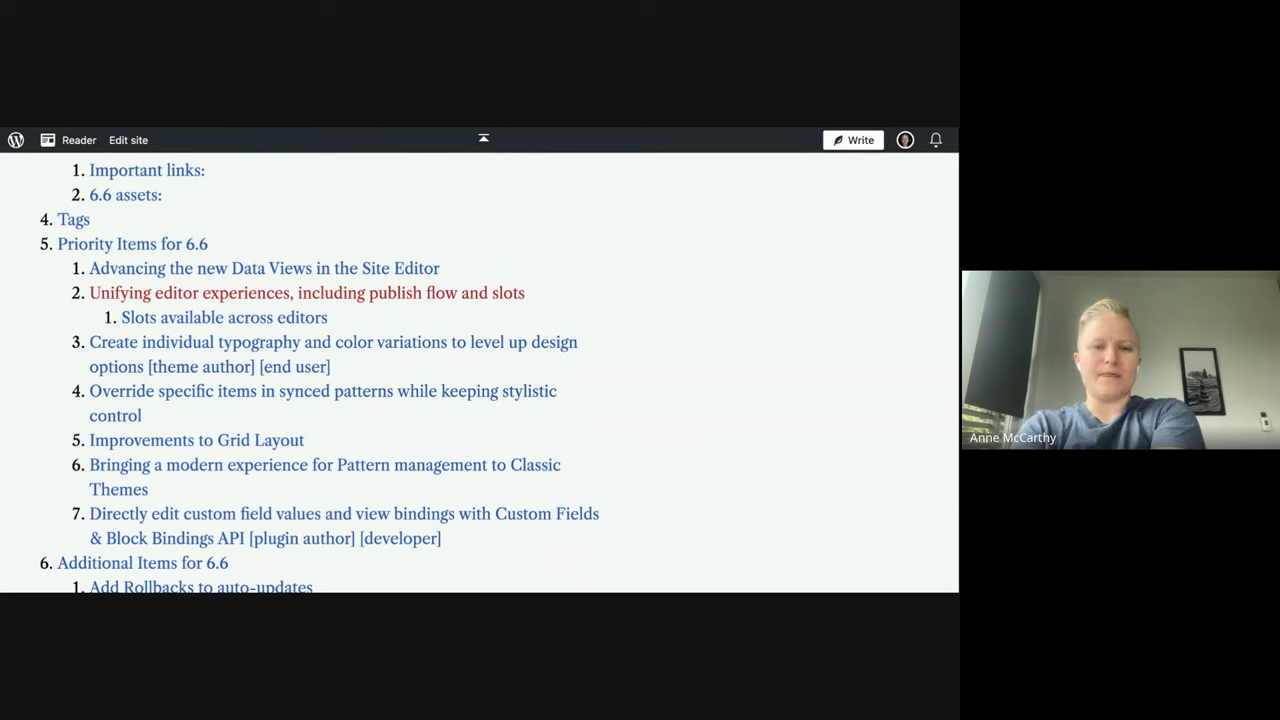 Reader Edit site Write
1. Important links:
2. 6.6 assets:
4. Tags
5. Priority Items for 6.6
1. Advancing the new Data Views in the Site Editor
2. Unifying editor experiences, including publish flow and slots
1. Slots available across editors
3. Create individual typography and color variations to level up design
options [theme author] [end user]
4. Override specific items in synced patterns while keeping stylistic
control
5. Improvements to Grid Layout
6. Bringing a modern experience for Pattern management to Classic
Themes
7. Directly edit custom field values and view bindings with Custom Fields
& Block Bindings API [plugin author] [developer]
6. Additional Items for 6.6
1. Add Rollbacks to auto-updates
Anne McCarthy